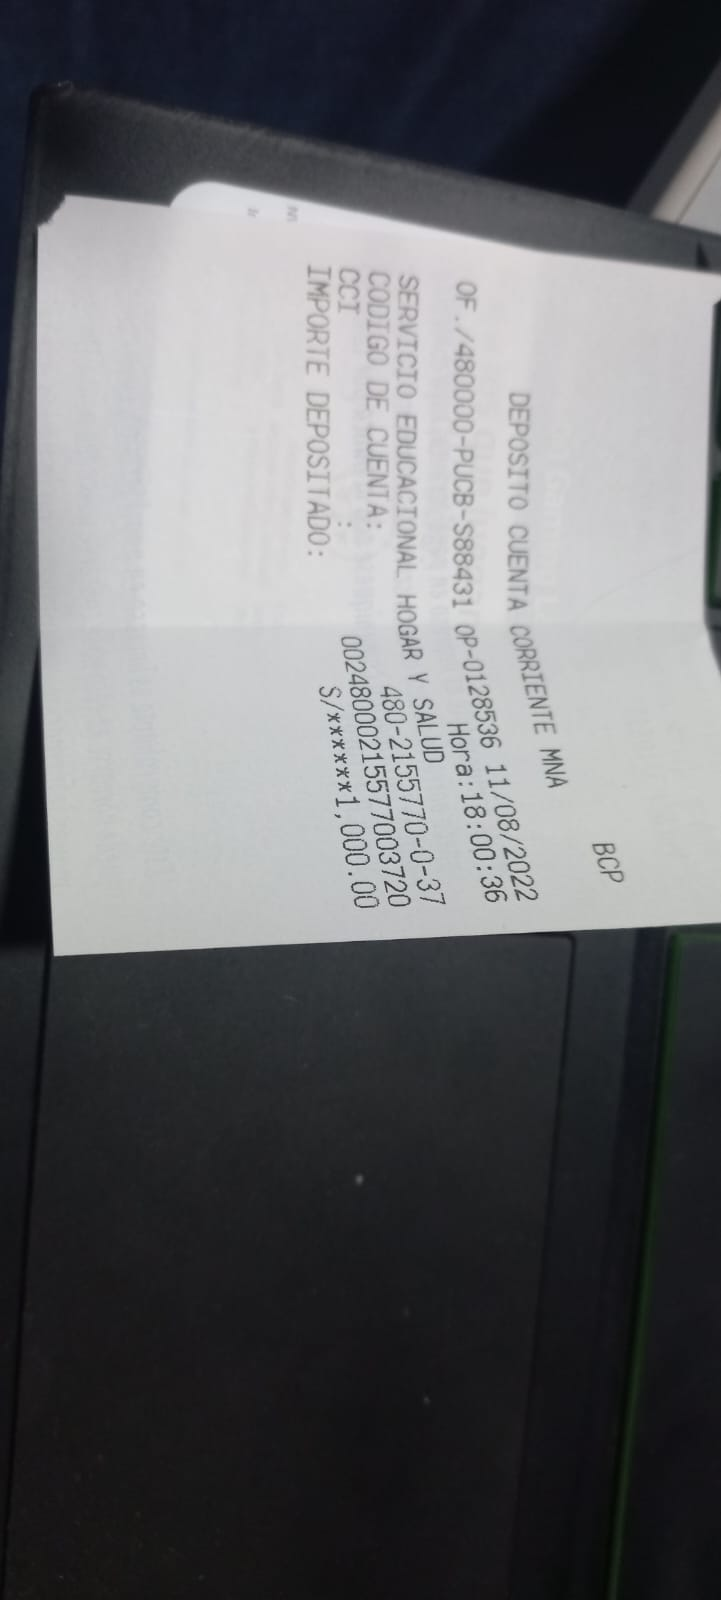 BCP
DEPOSITO CUENTA CORRIENTE MNA
OF./480000-PUCB-S88431 OP-0128536 11/08/2022
Hora:18:00:36
SERVICIO EDUCACIONAL HOGAR Y SALUD
CODIGO DE CUENTA: 480-2155770-0-37
CCI : 00248000215577003720
IMPORTE DEPOSITADO: S/******1,000.00